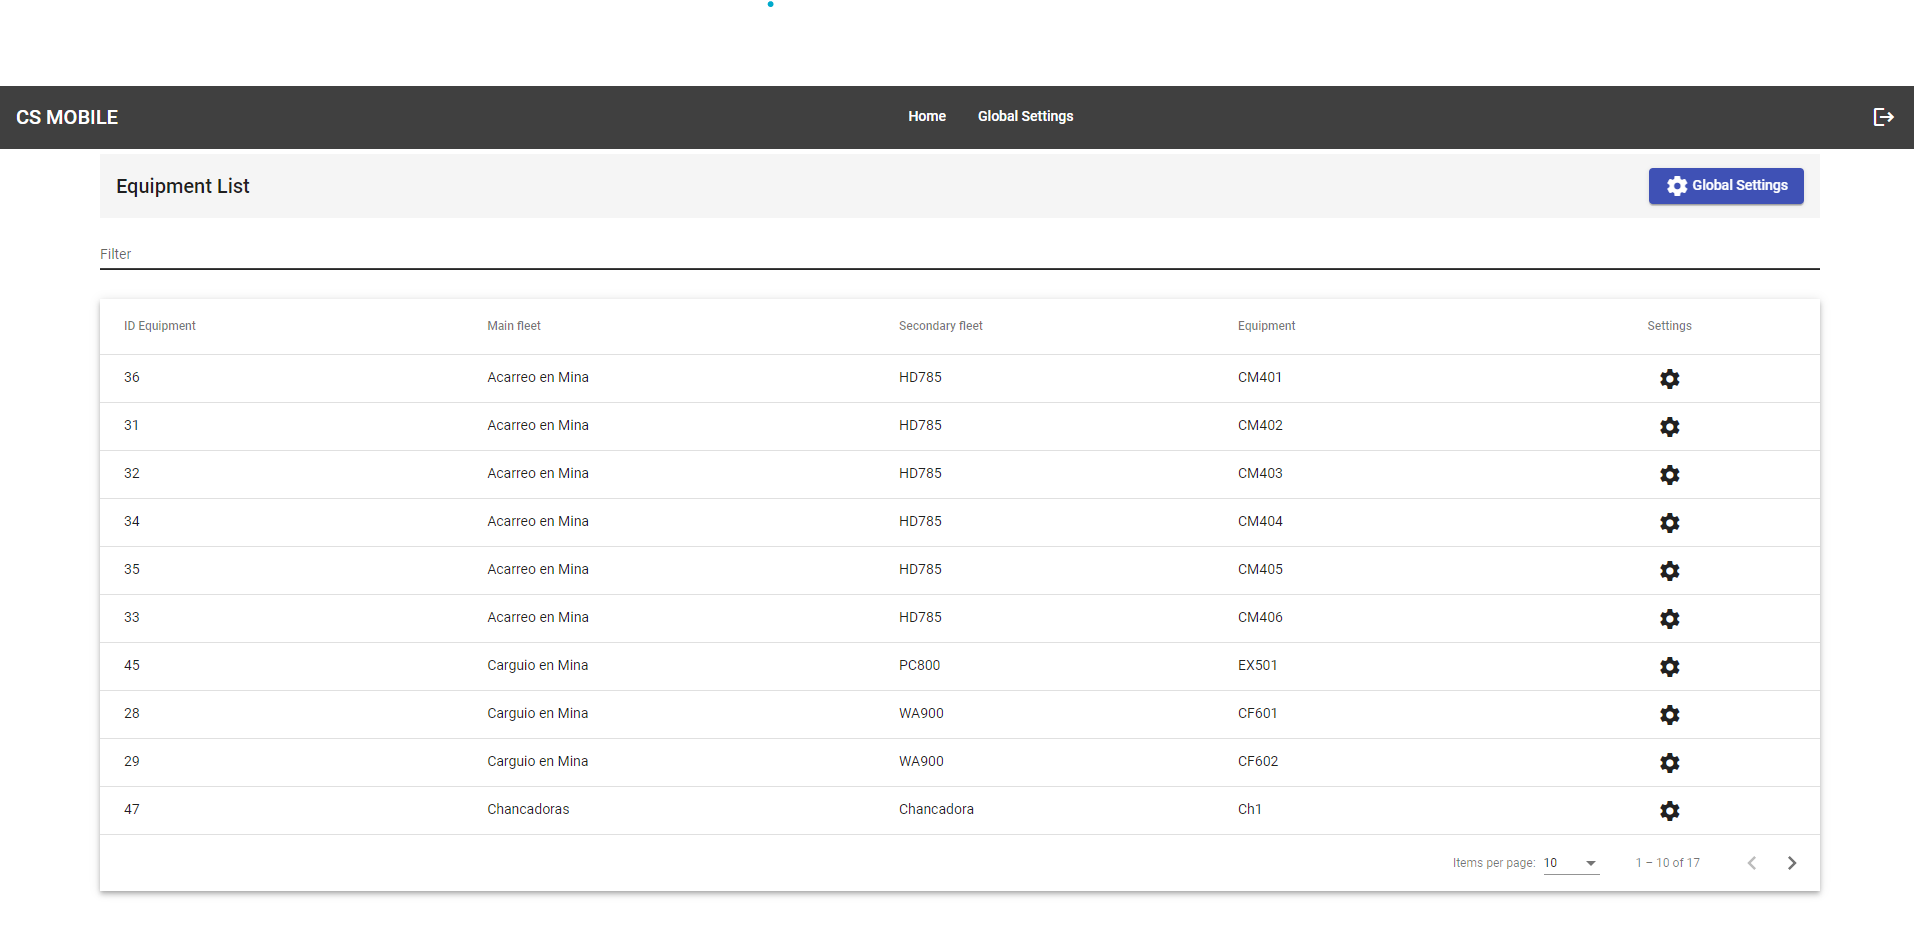 CS MOBILE Home Global Settings
Equipment List Global Settings
Filter
ID Equipment Main fleet Secondary fleet Equipment Settings
36 Acarreo en Mina HD785 CM401
31 Acarreo en Mina HD785 CM402
32 Acarreo en Mina HD785 CM403
34 Acarreo en Mina HD785 CM404
35 Acarreo en Mina HD785 CM405
33 Acarreo en Mina HD785 CM406
45 Carguio en Mina PC800 EX501
28 Carguio en Mina WA900 CF601
29 Carguio en Mina WA900 CF602
47 Chancadoras Chancadora Ch1
Items per page: 10 1 – 10 of 17